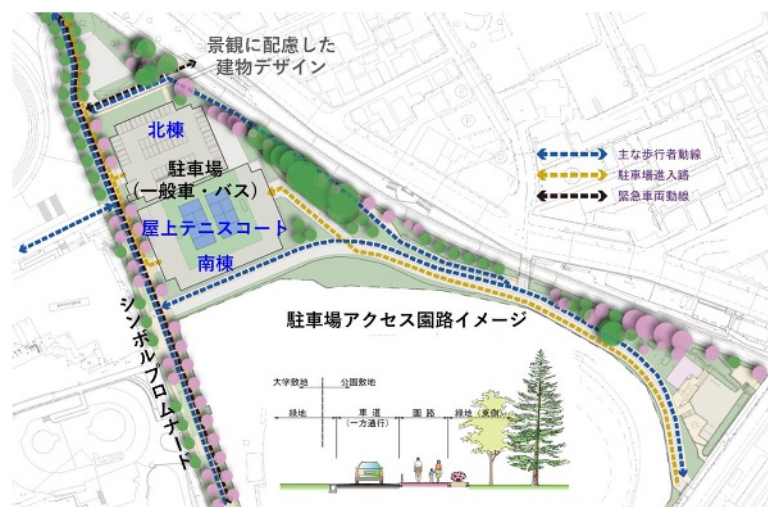 景観に配慮した
建物デザイン
北棟
駐車場
（一般車・バス）
屋上テニスコート
南棟
主な歩行者動線
駐車場進入路
緊急車両動線
シンボルプロムナード
駐車場アクセス園路イメージ
大学敷地
公園敷地
緑地
車道
（一方通行）
園路
緑地（東側）